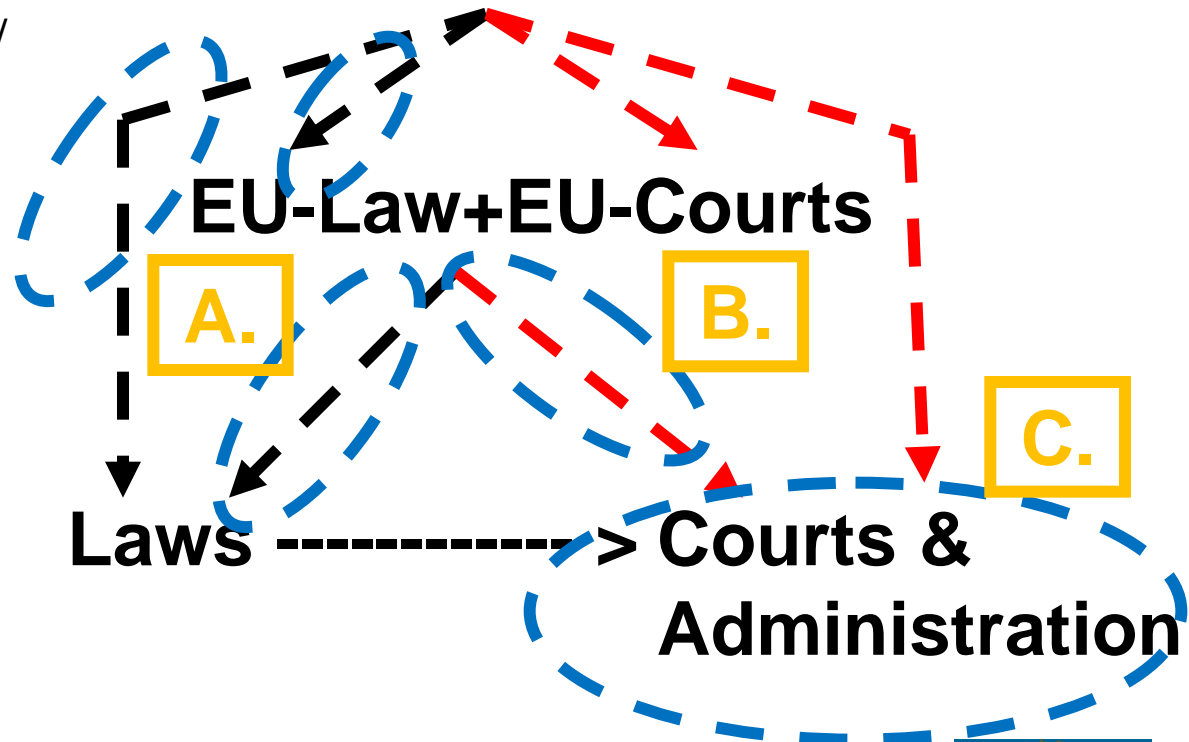 /
EU-Law+EU-Courts
A.
B.
C.
Laws ------------- > Courts &
Administration